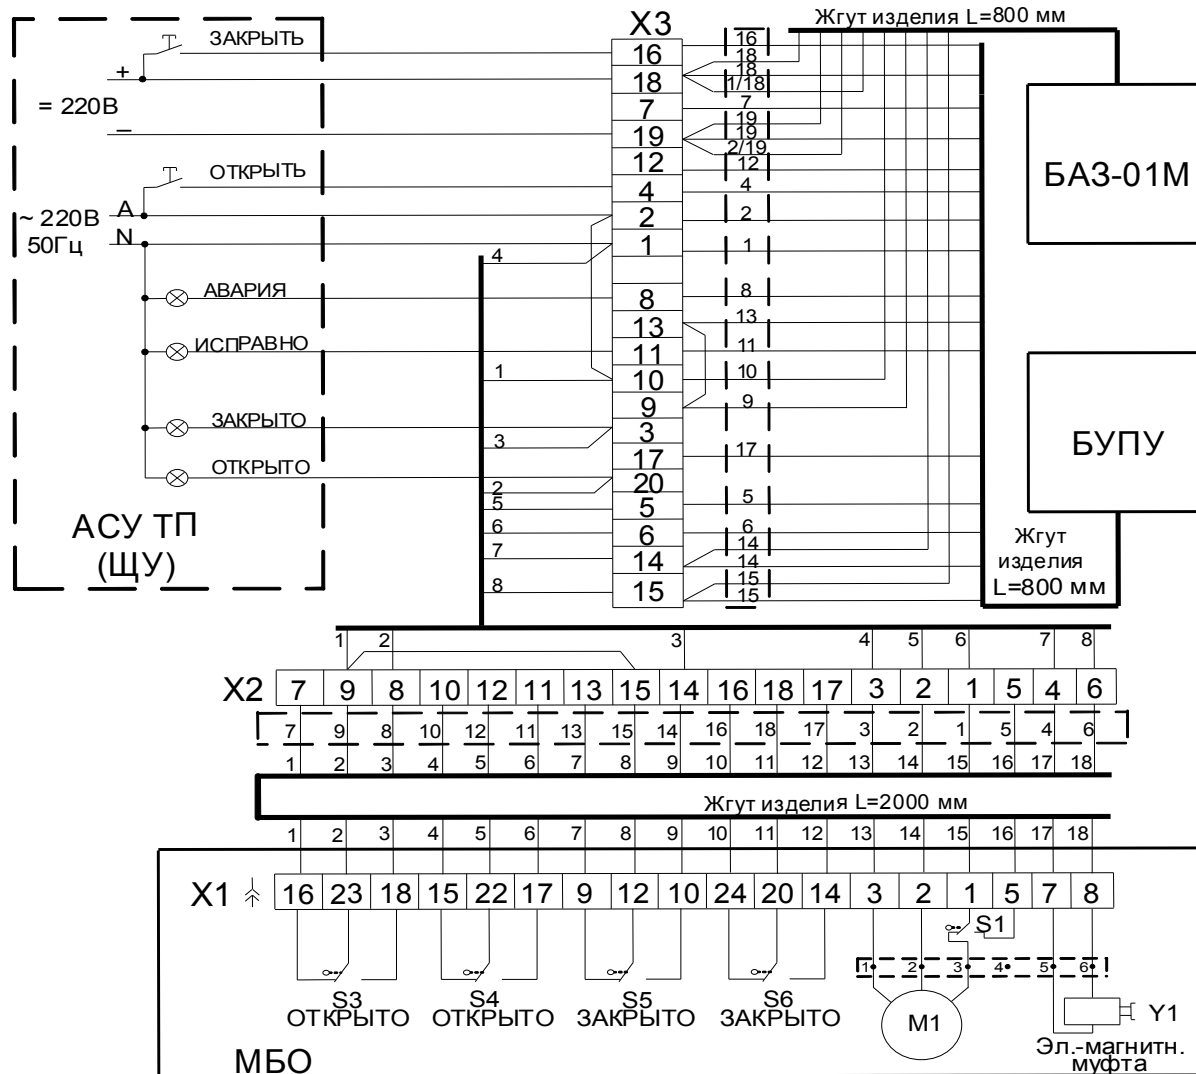 Жгут изделия L=800 мм
X3
ЗАКРЫТЬ
+
= 220В
–
ОТКРЫТЬ
~ 220В
50Гц
A
N
АВАРИЯ
ИСПРАВНО
ЗАКРЫТО
ОТКРЫТО
АСУ ТП
(ЩУ)
16
18
7
19
12
4
2
1
8
13
11
10
9
3
17
20
5
6
14
15
16
18
18
1/18
7
19
19
2/19
12
4
2
1
8
13
11
10
9
17
5
6
14
14
15
15
4
1
3
2
5
6
7
8
БАЗ-01М
БУПУ
Жгут
изделия
L=800 мм
1 2 3 4 5 6 7 8
X2 7 9 8 10 12 11 13 15 14 16 18 17 3 2 1 5 4 6
7 9 8 10 12 11 13 15 14 16 18 17 3 2 1 5 4 6
1 2 3 4 5 6 7 8 9 10 11 12 13 14 15 16 17 18
Жгут изделия L=2000 мм
1 2 3 4 5 6 7 8 9 10 11 12 13 14 15 16 17 18
X1 16 23 18 15 22 17 9 12 10 24 20 14 3 2 1 5 7 8
S1
1 2 3 4 5 6
S3 S4 S5 S6
ОТКРЫТО ОТКРЫТО ЗАКРЫТО ЗАКРЫТО
М1
Y1
Эл.-магнитн.
муфта
МБО